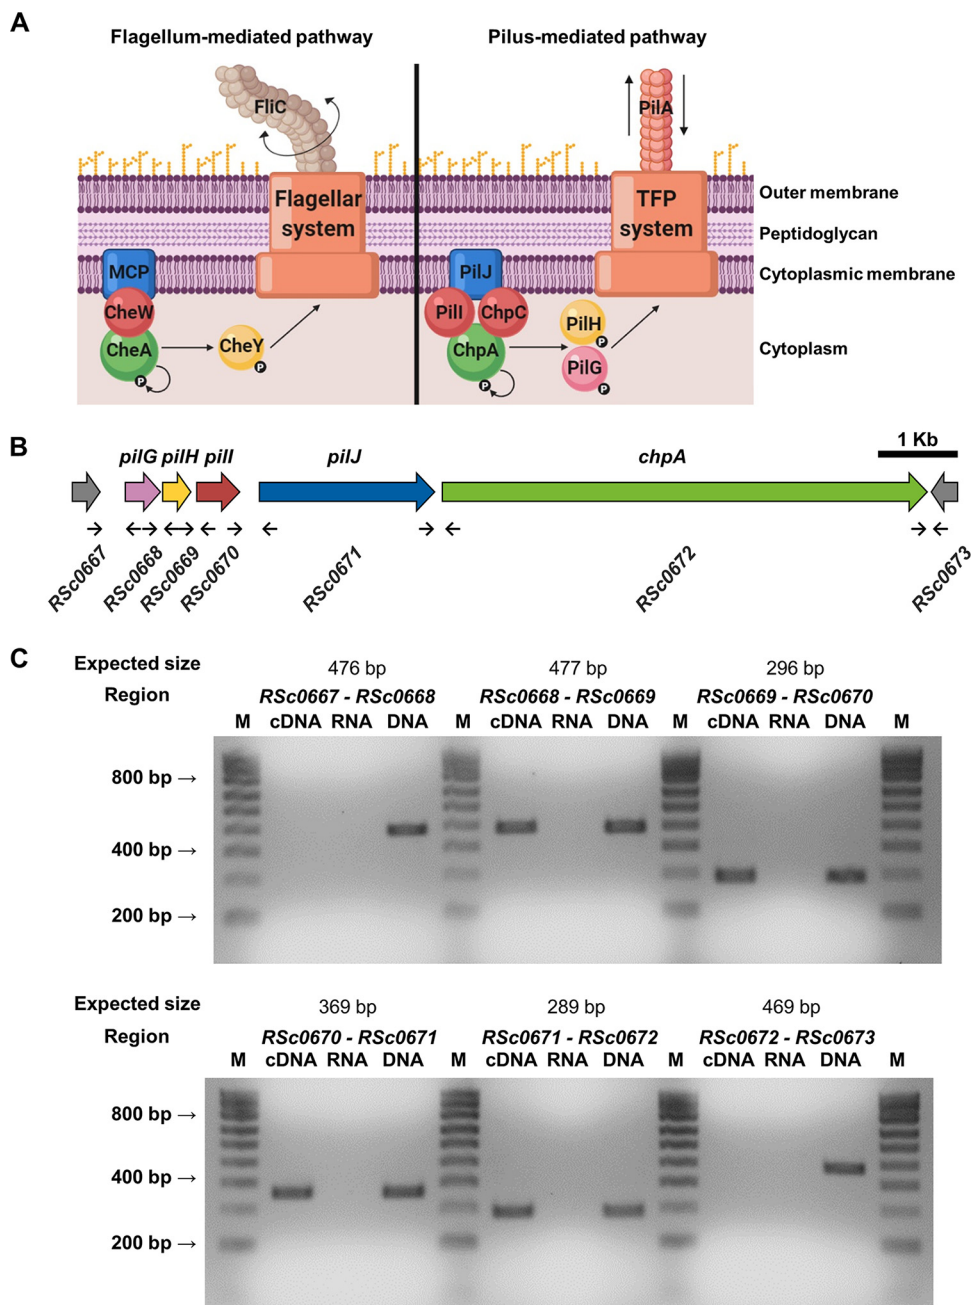 A
Flagellum-mediated pathway
Pilus-mediated pathway
FliC
PilA
Flagellar
system
TFP
system
Outer membrane
Peptidoglycan
Cytoplasmic membrane
Cytoplasm
MCP
CheW
CheA
P
CheY
P
PilJ
PilI
ChpC
ChpA
P
PilH
P
PilG
P
B
1 Kb
pilG pilH pilI pilJ chpA
RSc0667 RSc0668 RSc0669 RSc0670 RSc0671 RSc0672 RSc0673
C
Expected size 476 bp 477 bp 296 bp
Region RSc0667 - RSc0668 RSc0668 - RSc0669 RSc0669 - RSc0670
M cDNA RNA DNA M cDNA RNA DNA M cDNA RNA DNA M
800 bp →
400 bp →
200 bp →
Expected size 369 bp 289 bp 469 bp
Region RSc0670 - RSc0671 RSc0671 - RSc0672 RSc0672 - RSc0673
M cDNA RNA DNA M cDNA RNA DNA M cDNA RNA DNA M
800 bp →
400 bp →
200 bp →